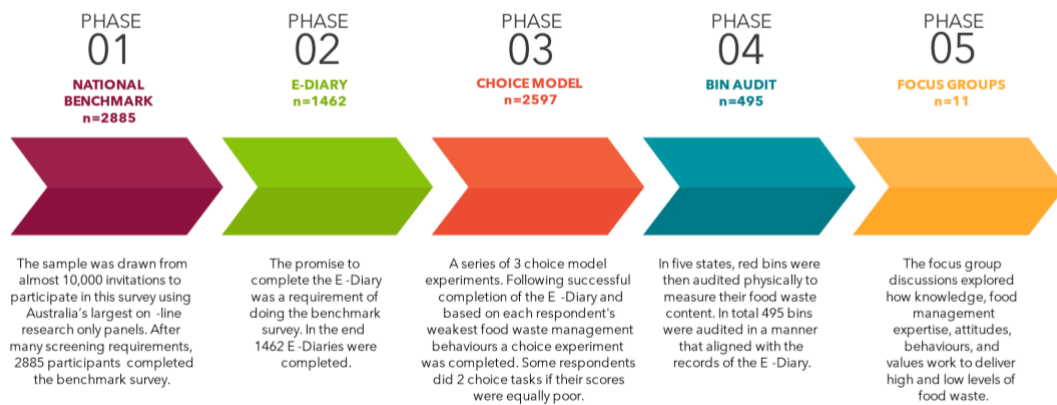 PHASE
01
NATIONAL
BENCHMARK
n=2885
The sample was drawn from
almost 10,000 invitations to
participate in this survey using
Australia's largest on -line
research only panels. After
many screening requirements,
2885 participants completed
the benchmark survey.
PHASE
02
E-DIARY
n=1462
The promise to
complete the E -Diary
was a requirement of
doing the benchmark
survey. In the end
1462 E -Diaries were
completed.
PHASE
03
CHOICE MODEL
n=2597
A series of 3 choice model
experiments. Following successful
completion of the E -Diary and
based on each respondent's
weakest food waste management
behaviours a choice experiment
was completed. Some respondents
did 2 choice tasks if their scores
were equally poor.
PHASE
04
BIN AUDIT
n=495
In five states, red bins were
then audited physically to
measure their food waste
content. In total 495 bins
were audited in a manner
that aligned with the
records of the E -Diary.
PHASE
05
FOCUS GROUPS
n=11
The focus group
discussions explored
how knowledge, food
management
expertise, attitudes,
behaviours, and
values work to deliver
high and low levels of
food waste.